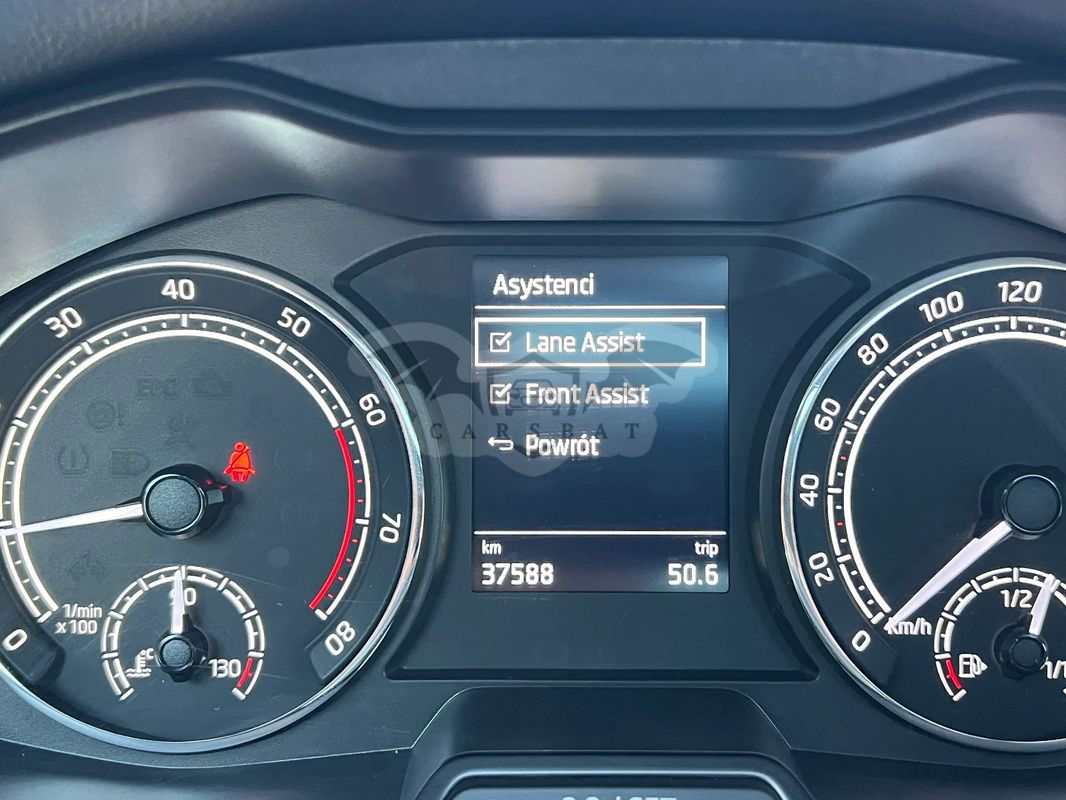 Asystenci
Lane Assist
Front Assist
Powrót
CARSBAT
km
trip
37588
50.6
30
40
50
60
70
80
0
1/min
x100
90
130
0
20
40
60
80
100
120
km/h
1/2